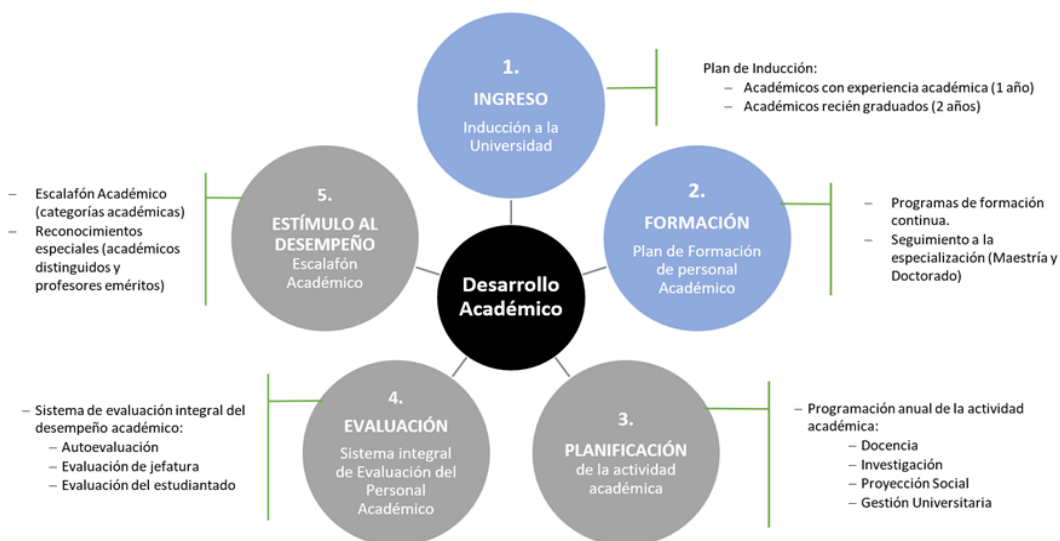 1.
INGRESO
Inducción a la
Universidad
Plan de Inducción:
– Académicos con experiencia académica (1 año)
– Académicos recién graduados (2 años)
2.
FORMACIÓN
Plan de Formación
de personal
Académico
– Programas de formación
continua.
– Seguimiento a la
especialización (Maestría y
Doctorado)
3.
PLANIFICACIÓN
de la actividad
académica
– Programación anual de la actividad
académica:
– Docencia
– Investigación
– Proyección Social
– Gestión Universitaria
4.
EVALUACIÓN
Sistema integral
de Evaluación del
Personal
Académico
– Sistema de evaluación integral del
desempeño académico:
– Autoevaluación
– Evaluación de jefatura
– Evaluación del estudiantado
5.
ESTÍMULO AL
DESEMPEÑO
Escalafón
Académico
– Escalafón Académico
(categorías académicas)
– Reconocimientos
especiales (académicos
distinguidos y
profesores eméritos)
Desarrollo
Académico